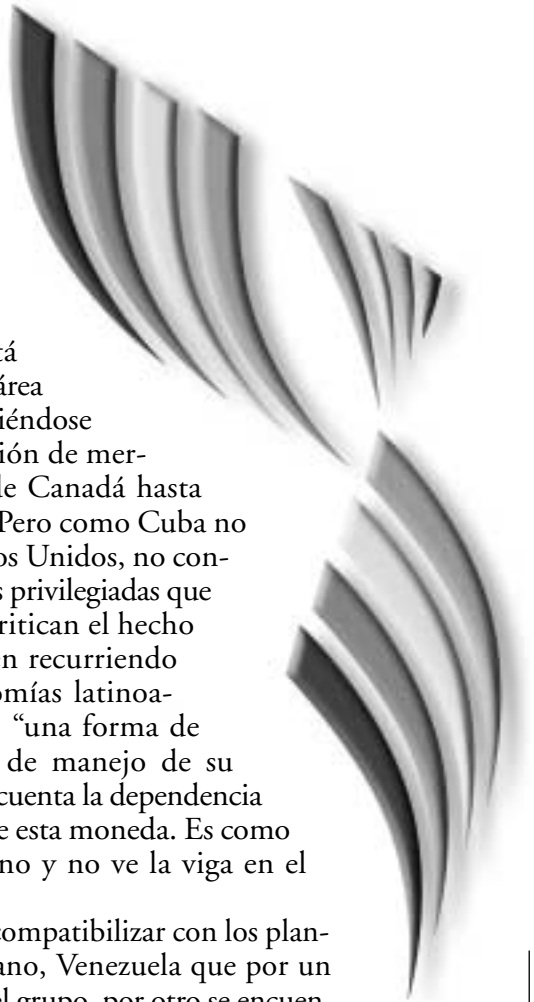 tá
área
iéndose
ión de mer-
le Canadá hasta
Pero como Cuba no
os Unidos, no con-
s privilegiadas que
ritican el hecho
en recurriendo
omías latinoa-
“una forma de
de manejo de su
cuenta la dependencia
e esta moneda. Es como
no y no ve la viga en el
compatibilizar con los plan-
ano, Venezuela que por un
el grupo, por otro se encuen-